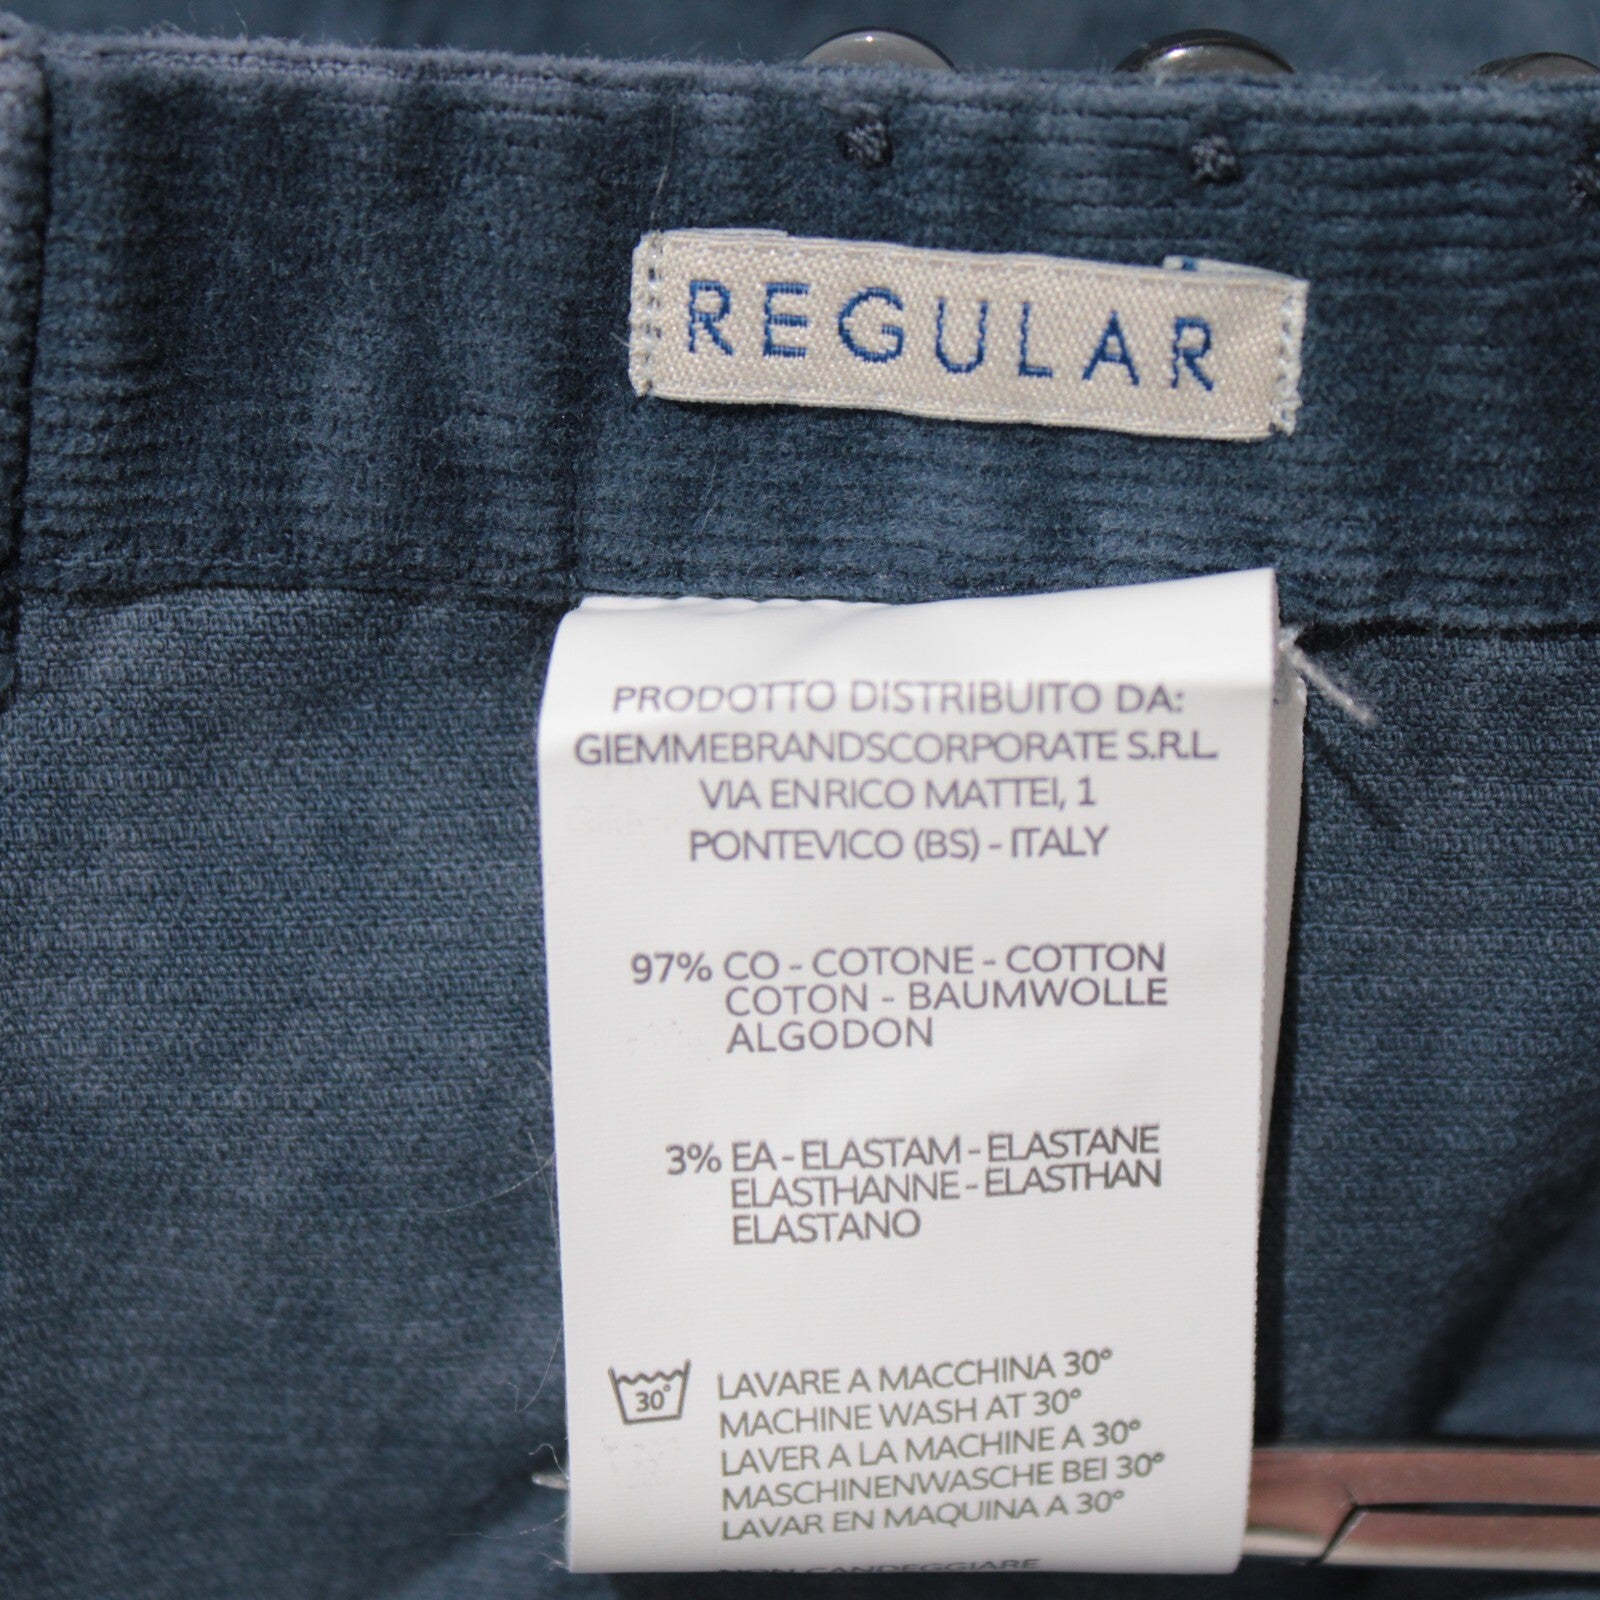 REGULAR
PRODOTTO DISTRIBUITO DA:
GIEMMEBRANDSCORPORATE S.R.L.
VIA ENRICO MATTEI, 1
PONTEVICO (BS) - ITALY
97% CO - COTONE - COTTON
COTON - BAUMWOLLE
ALGODON
3% EA - ELASTAM - ELASTANE
ELASTHANNE - ELASTHAN
ELASTANO
30°
LAVARE A MACCHINA 30°
MACHINE WASH AT 30°
LAVER A LA MACHINE A 30°
MASCHINENWASCHE BEI 30°
LAVAR EN MAQUINA A 30°
NON CANDEGGIARE